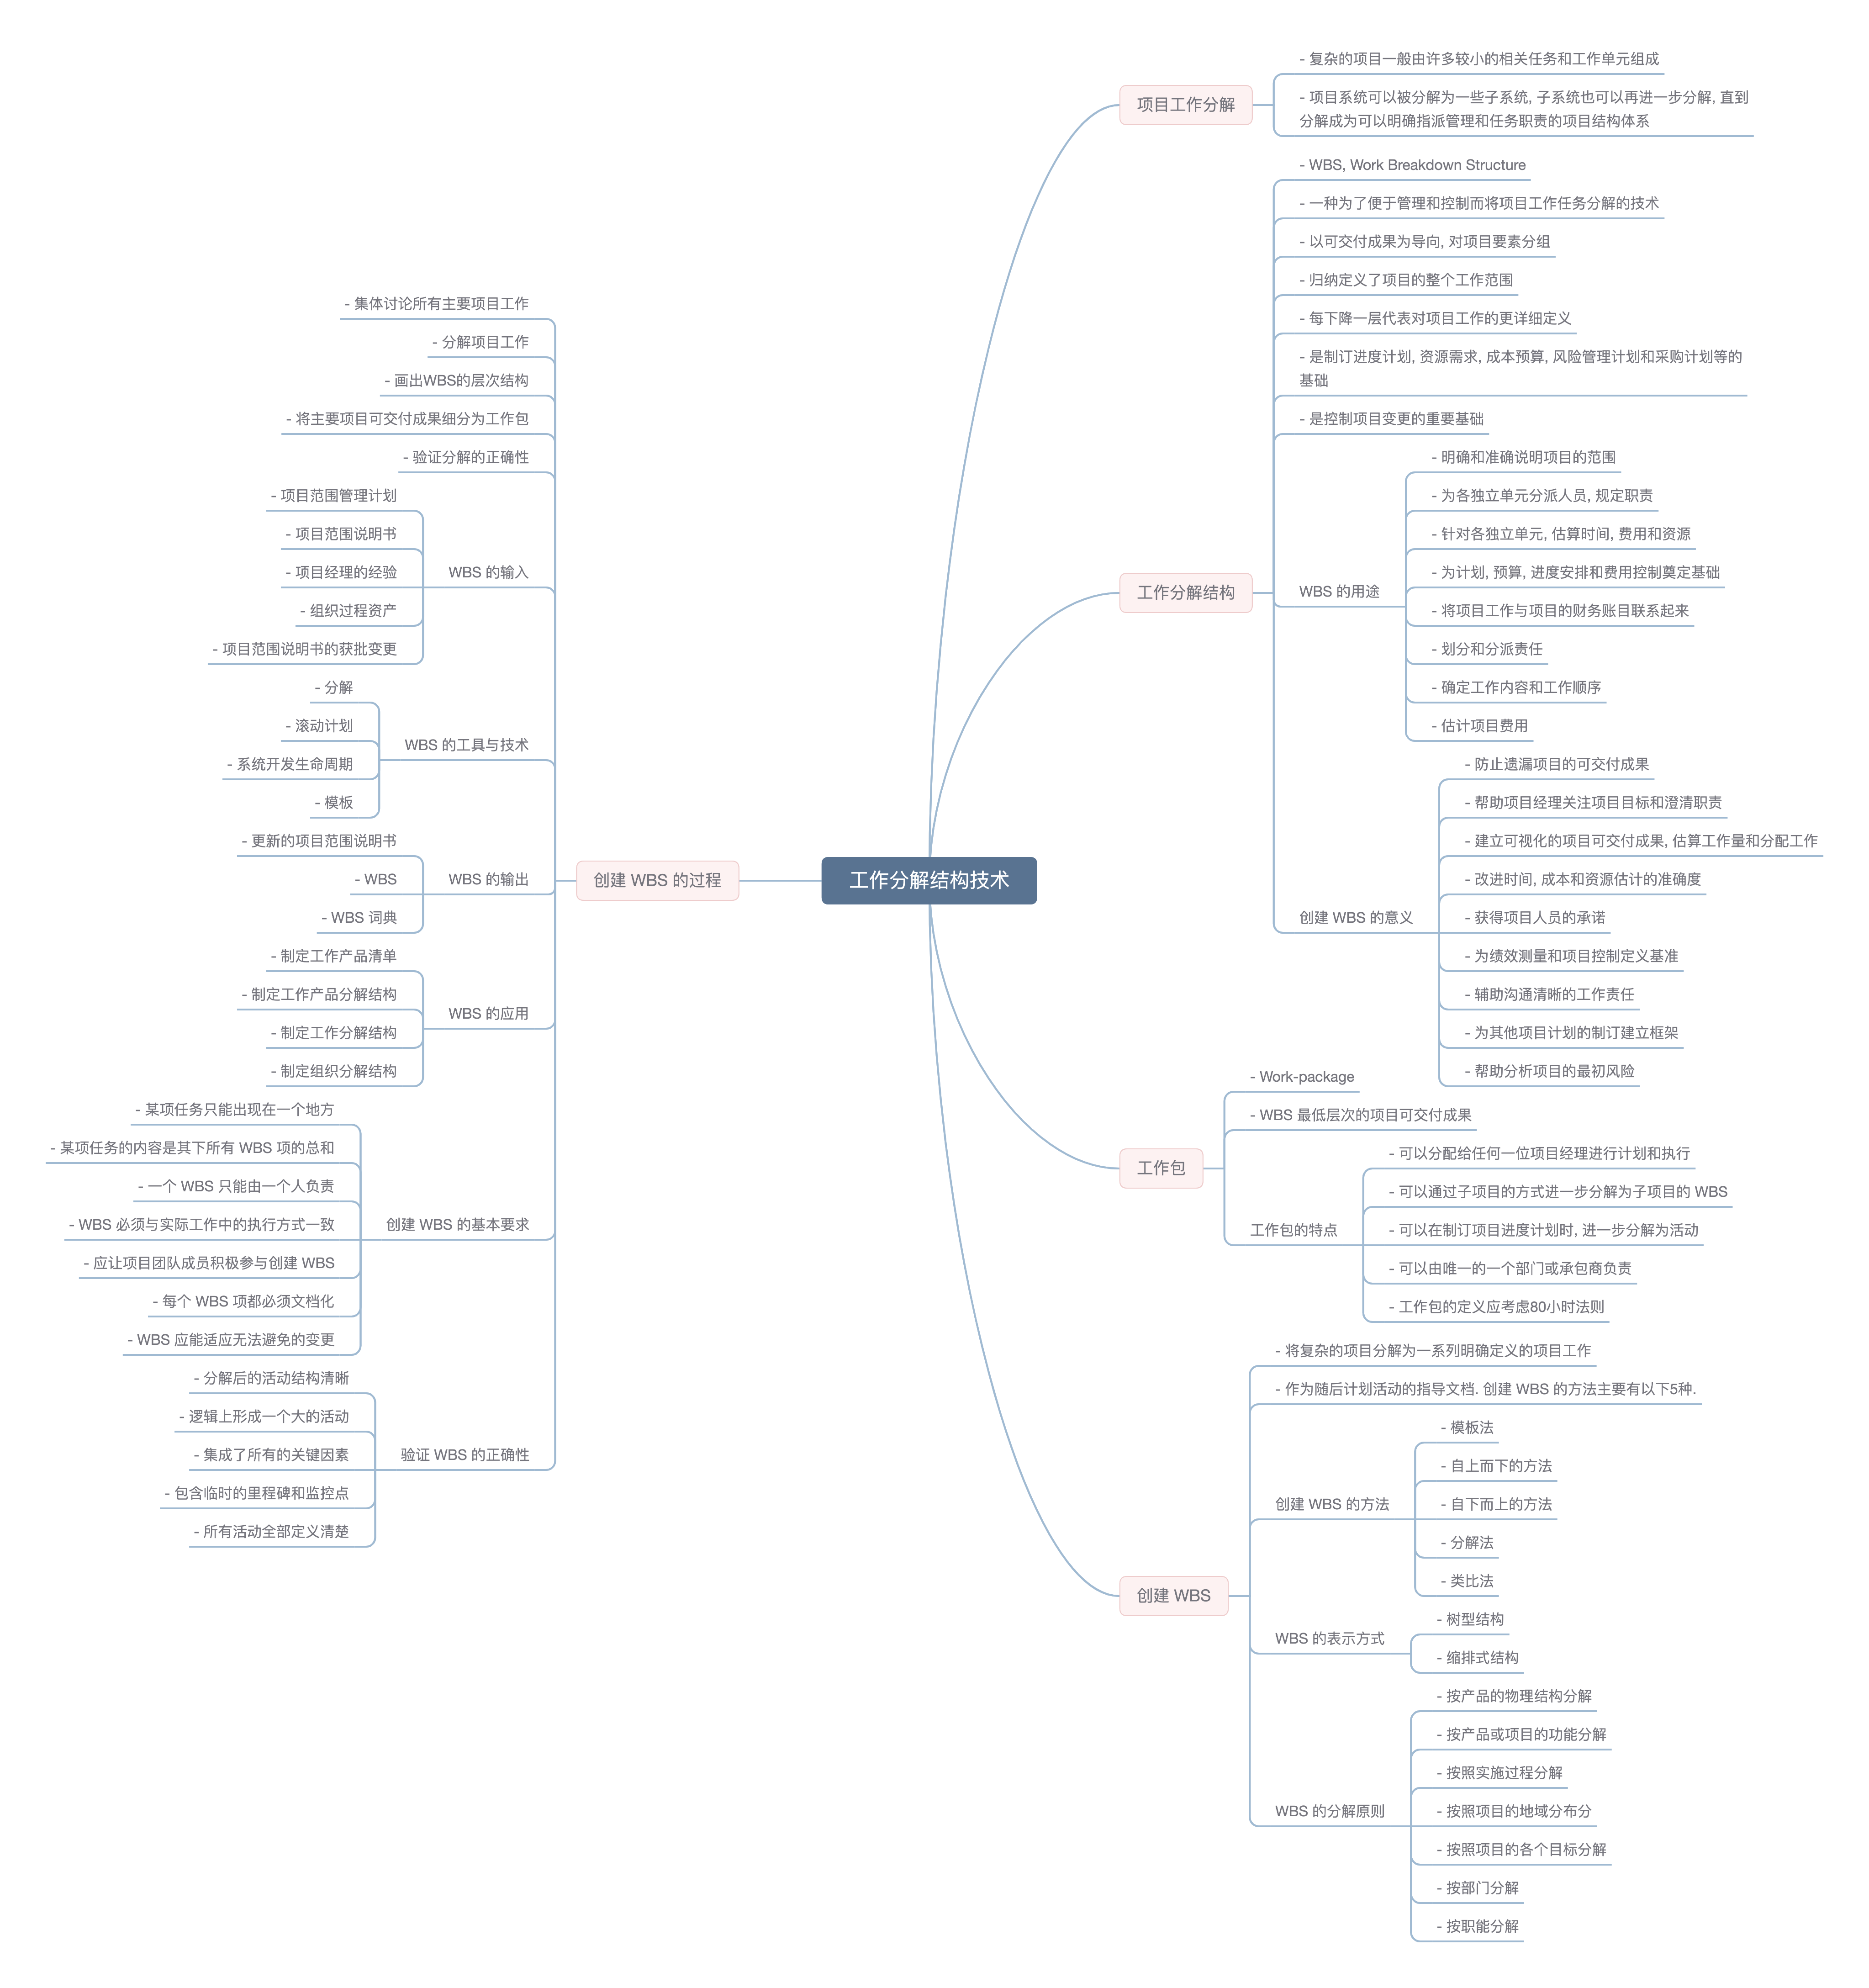 工作分解结构技术
项目工作分解
- 复杂的项目一般由许多较小的相关任务和工作单元组成
- 项目系统可以被分解为一些子系统, 子系统也可以再进一步分解, 直到
分解成为可以明确指派管理和任务职责的项目结构体系
工作分解结构
- WBS, Work Breakdown Structure
- 一种为了便于管理和控制而将项目工作任务分解的技术
- 以可交付成果为导向, 对项目要素分组
- 归纳定义了项目的整个工作范围
- 每下降一层代表对项目工作的更详细定义
- 是制订进度计划, 资源需求, 成本预算, 风险管理计划和采购计划等的
基础
- 是控制项目变更的重要基础
WBS 的用途
- 明确和准确说明项目的范围
- 为各独立单元分派人员, 规定职责
- 针对各独立单元, 估算时间, 费用和资源
- 为计划, 预算, 进度安排和费用控制奠定基础
- 将项目工作与项目的财务账目联系起来
- 划分和分派责任
- 确定工作内容和工作顺序
- 估计项目费用
创建 WBS 的意义
- 防止遗漏项目的可交付成果
- 帮助项目经理关注项目目标和澄清职责
- 建立可视化的项目可交付成果, 估算工作量和分配工作
- 改进时间, 成本和资源估计的准确度
- 获得项目人员的承诺
- 为绩效测量和项目控制定义基准
- 辅助沟通清晰的工作责任
- 为其他项目计划的制订建立框架
- 帮助分析项目的最初风险
工作包
- Work-package
- WBS 最低层次的项目可交付成果
工作包的特点
- 可以分配给任何一位项目经理进行计划和执行
- 可以通过子项目的方式进一步分解为子项目的 WBS
- 可以在制订项目进度计划时, 进一步分解为活动
- 可以由唯一的一个部门或承包商负责
- 工作包的定义应考虑80小时法则
创建 WBS
- 将复杂的项目分解为一系列明确定义的项目工作
- 作为随后计划活动的指导文档. 创建 WBS 的方法主要有以下5种.
创建 WBS 的方法
- 模板法
- 自上而下的方法
- 自下而上的方法
- 分解法
- 类比法
WBS 的表示方式
- 树型结构
- 缩排式结构
WBS 的分解原则
- 按产品的物理结构分解
- 按产品或项目的功能分解
- 按照实施过程分解
- 按照项目的地域分布分
- 按照项目的各个目标分解
- 按部门分解
- 按职能分解
创建 WBS 的过程
- 集体讨论所有主要项目工作
- 分解项目工作
- 画出WBS的层次结构
- 将主要项目可交付成果细分为工作包
- 验证分解的正确性
WBS 的输入
- 项目范围管理计划
- 项目范围说明书
- 项目经理的经验
- 组织过程资产
- 项目范围说明书的获批变更
WBS 的工具与技术
- 分解
- 滚动计划
- 系统开发生命周期
- 模板
WBS 的输出
- 更新的项目范围说明书
- WBS
- WBS 词典
WBS 的应用
- 制定工作产品清单
- 制定工作产品分解结构
- 制定工作分解结构
- 制定组织分解结构
创建 WBS 的基本要求
- 某项任务只能出现在一个地方
- 某项任务的内容是其下所有 WBS 项的总和
- 一个 WBS 只能由一个人负责
- WBS 必须与实际工作中的执行方式一致
- 应让项目团队成员积极参与创建 WBS
- 每个 WBS 项都必须文档化
- WBS 应能适应无法避免的变更
验证 WBS 的正确性
- 分解后的活动结构清晰
- 逻辑上形成一个大的活动
- 集成了所有的关键因素
- 包含临时的里程碑和监控点
- 所有活动全部定义清楚